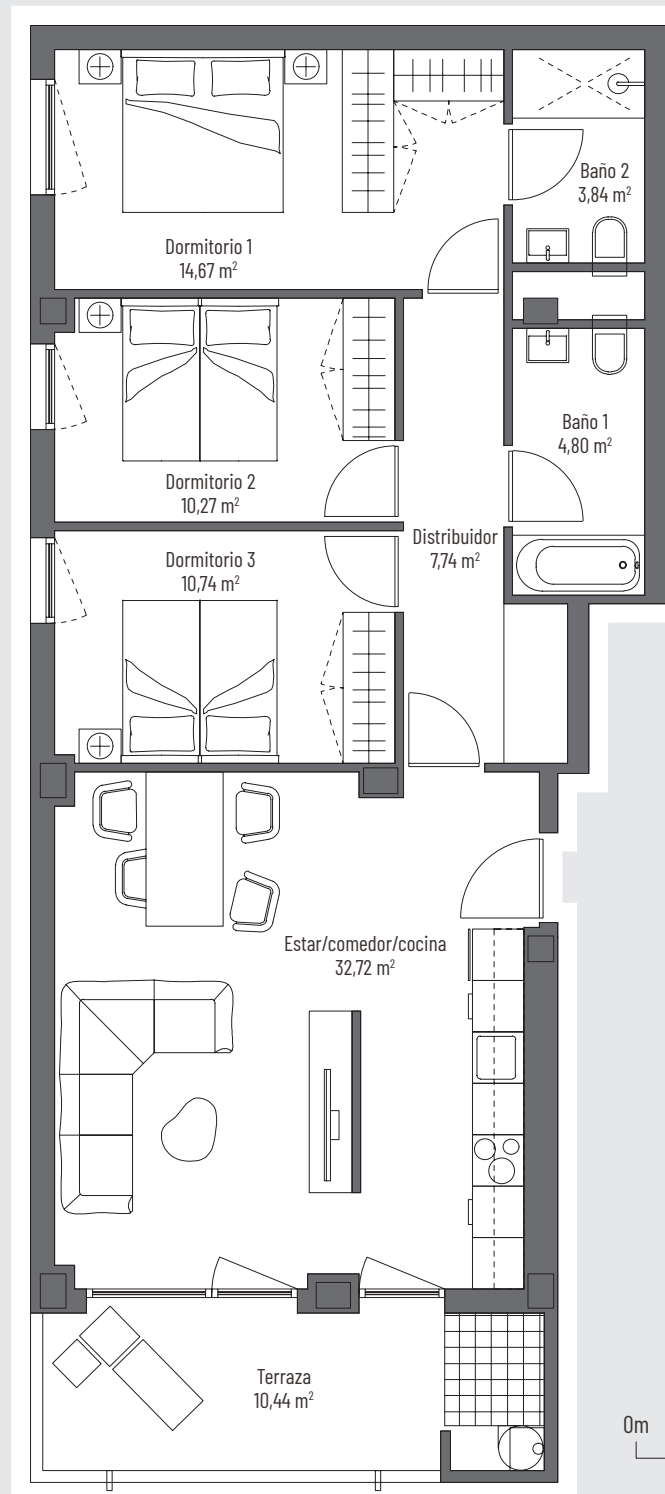 Baño 2
3,84 m²
Dormitorio 1
14,67 m²
Baño 1
4,80 m²
Dormitorio 2
10,27 m²
Distribuidor
7,74 m²
Dormitorio 3
10,74 m²
Estar/comedor/cocina
32,72 m²
Terraza
10,44 m²
0m